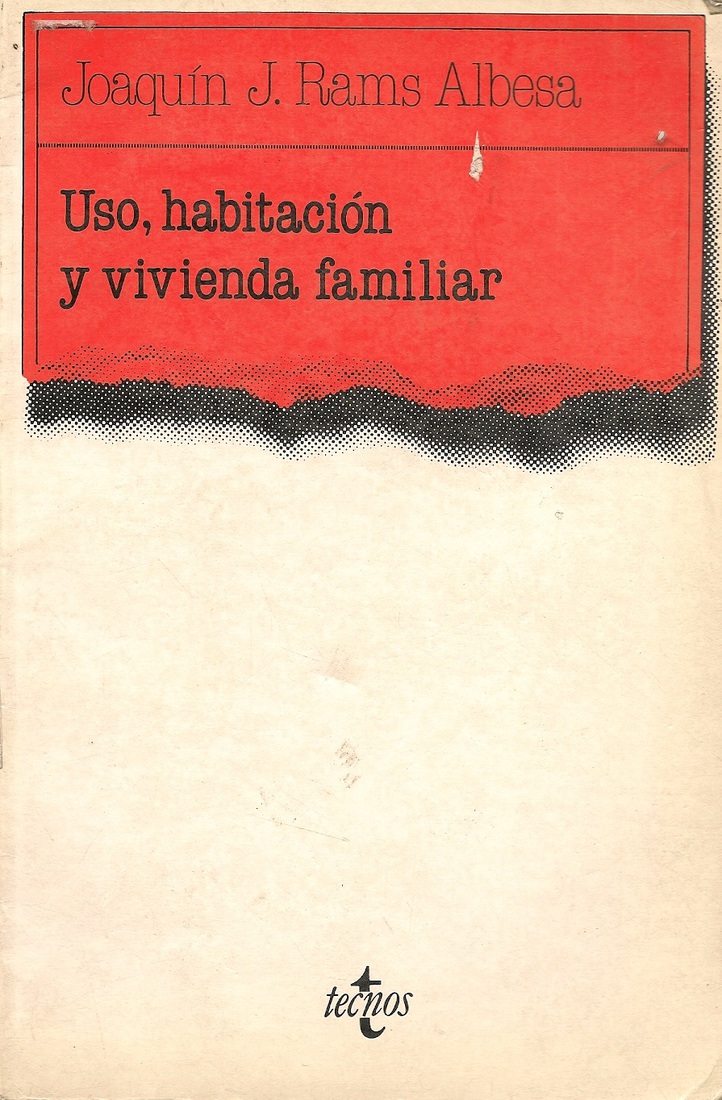 Joaquín J. Rams Albesa
Uso, habitación
y vivienda familiar
tecnos